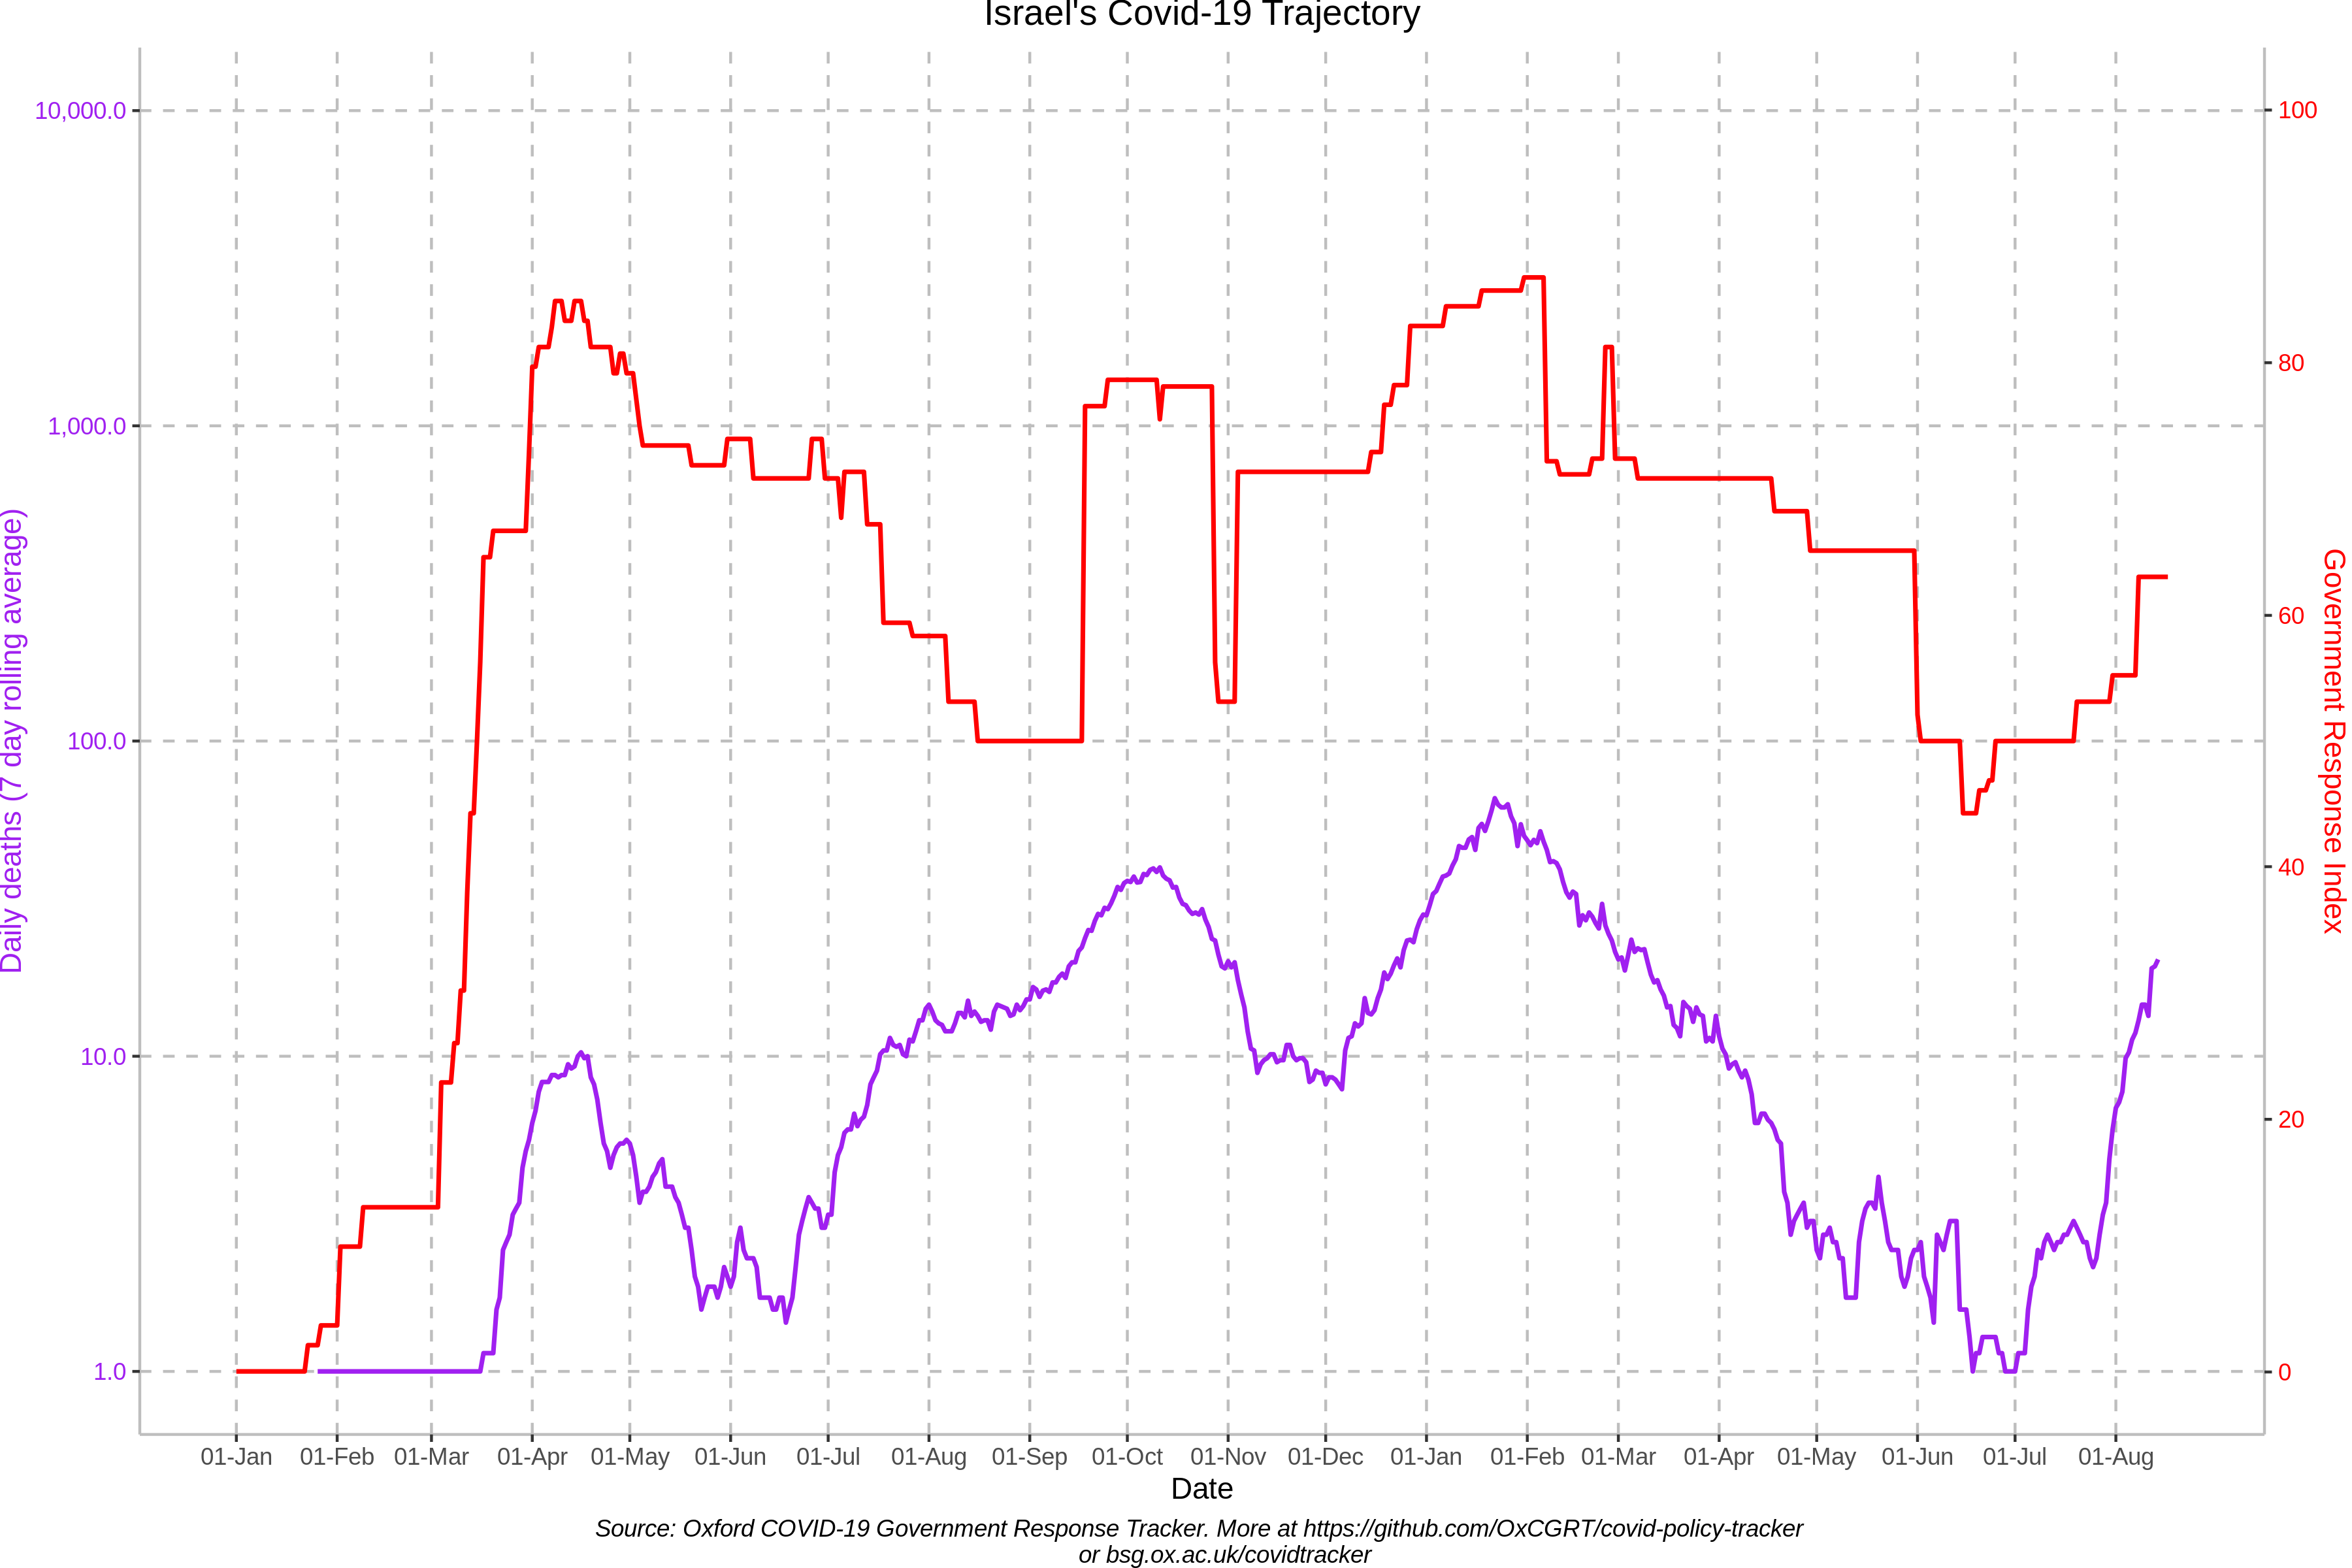 Israel's Covid-19 Trajectory
10,000.0
1,000.0
100.0
10.0
1.0
Daily deaths (7 day rolling average)
100
80
60
40
20
0
Government Response Index
01-Jan 01-Feb 01-Mar 01-Apr 01-May 01-Jun 01-Jul 01-Aug 01-Sep 01-Oct 01-Nov 01-Dec 01-Jan 01-Feb 01-Mar 01-Apr 01-May 01-Jun 01-Jul 01-Aug
Date
Source: Oxford COVID-19 Government Response Tracker. More at https://github.com/OxCGRT/covid-policy-tracker
or bsg.ox.ac.uk/covidtracker